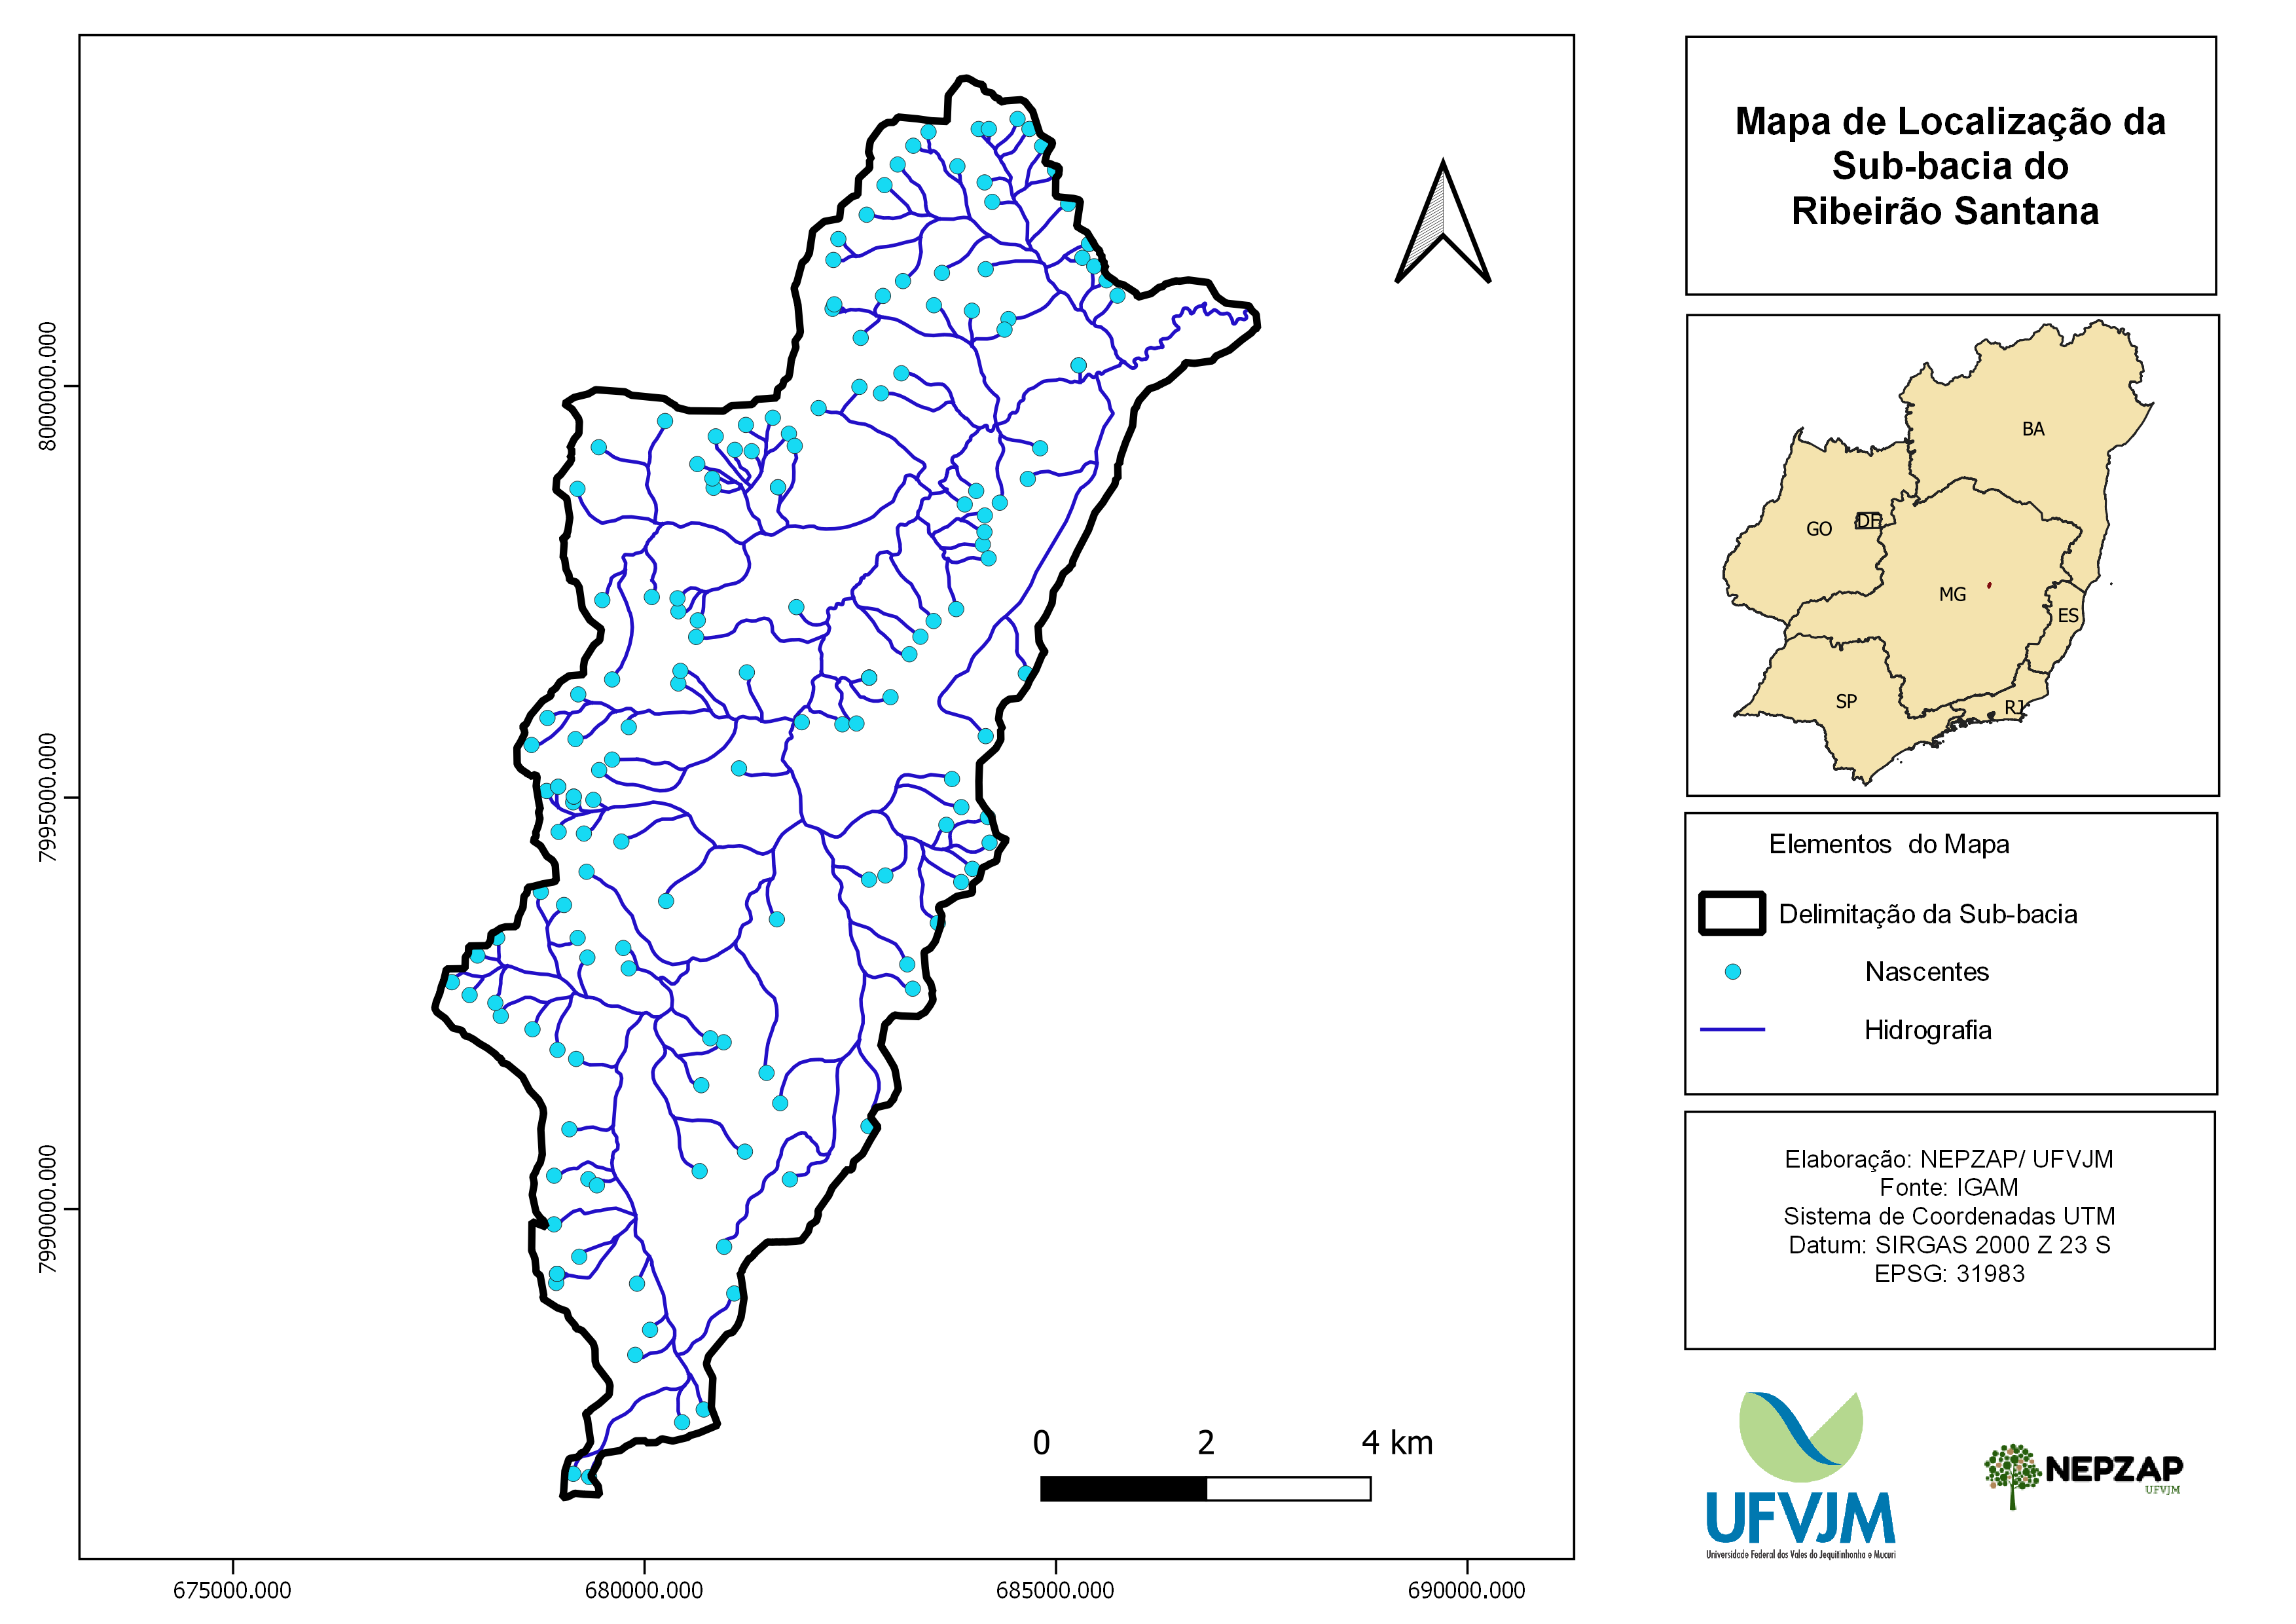 Mapa de Localização da
Sub-bacia do
Ribeirão Santana
8000000.000
7995000.000
7990000.000
675000.000
680000.000
685000.000
690000.000
0 2 4 km
BA
GO
DF
MG
ES
SP
RJ
Elementos do Mapa
Delimitação da Sub-bacia
Nascentes
Hidrografia
Elaboração: NEPZAP/ UFVJM
Fonte: IGAM
Sistema de Coordenadas UTM
Datum: SIRGAS 2000 Z 23 S
EPSG: 31983
UFVJM
Universidade Federal dos Vales do Jequitinhonha e Mucuri
NEPZAP
UFVJM